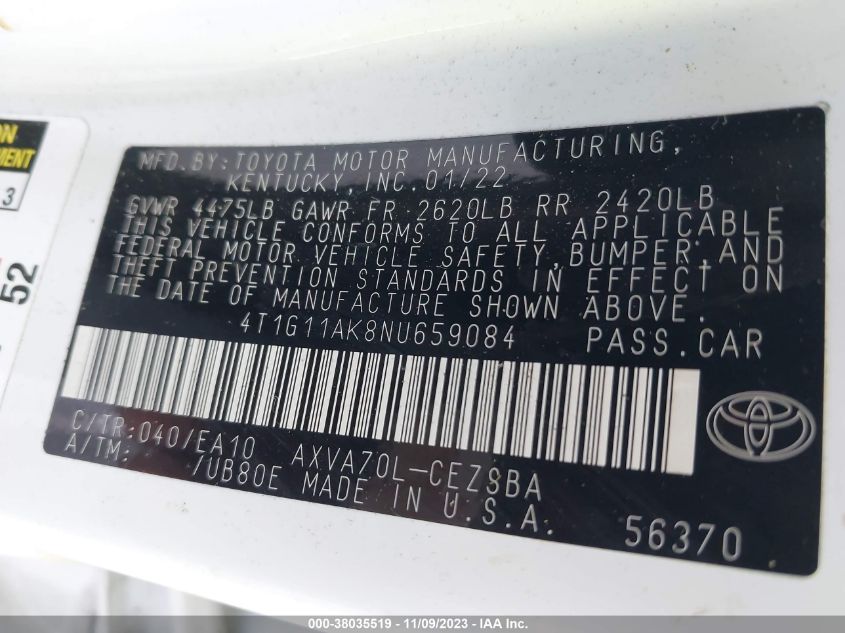 ON
MENT
3
52
MFD. BY: TOYOTA MOTOR MANUFACTURING,
KENTUCKY INC. 01/22
GVWR 4475LB GAWR FR 2620LB RR 2420LB
THIS VEHICLE CONFORMS TO ALL APPLICABLE
FEDERAL MOTOR VEHICLE SAFETY, BUMPER, AND
THEFT PREVENTION STANDARDS IN EFFECT ON
THE DATE OF MANUFACTURE SHOWN ABOVE.
4T1G11AK8NU659084 PASS.CAR
C/TR: 040/EA10 AXVA70L-CEZSBA
A/TM: /UB80E MADE IN U.S.A.
56370
000-38035519 - 11/09/2023 - IAA Inc.